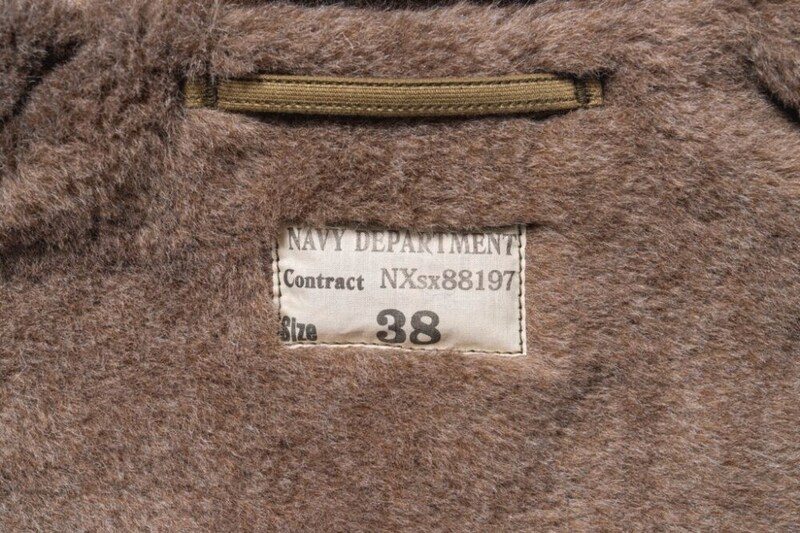 NAVY DEPARTMENT
Contract NXsx88197
Size 38